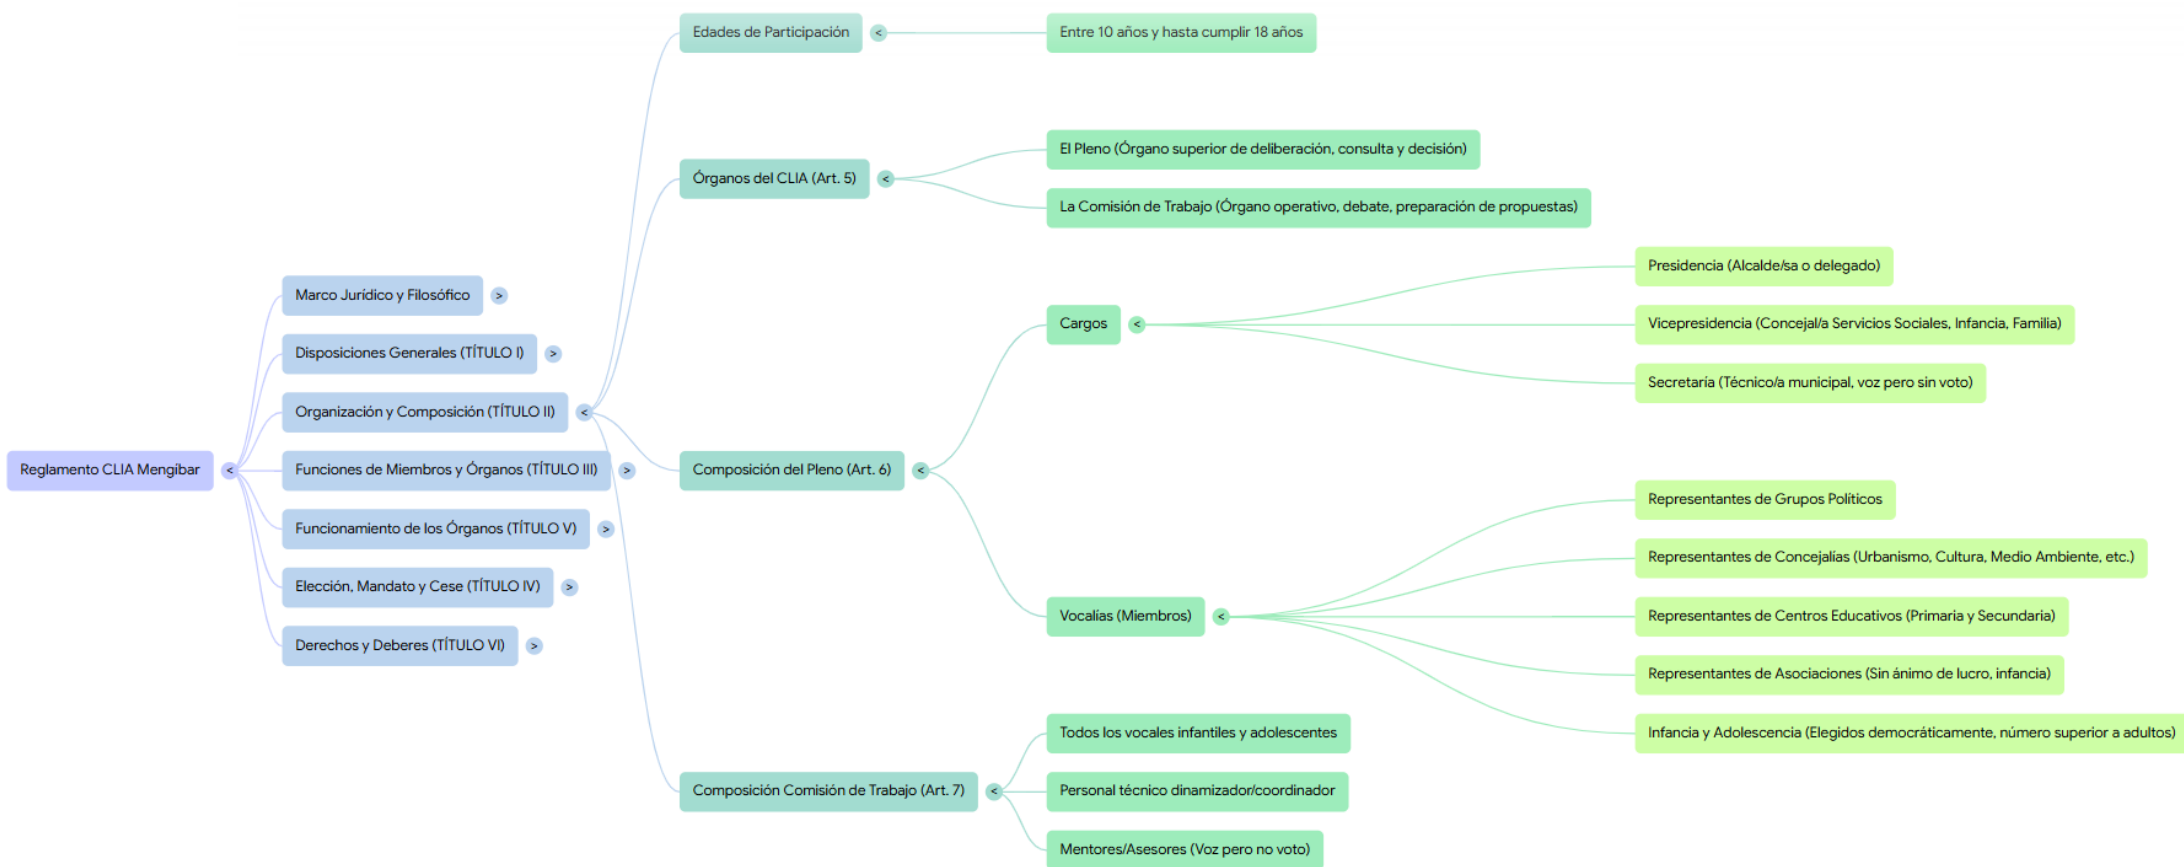 Reglamento CLIA Mengíbar
<
Marco Jurídico y Filosófico
>
Disposiciones Generales (TÍTULO I)
>
Organización y Composición (TÍTULO II)
<
Funciones de Miembros y Órganos (TÍTULO III)
>
Funcionamiento de los Órganos (TÍTULO V)
>
Elección, Mandato y Cese (TÍTULO IV)
>
Derechos y Deberes (TÍTULO VI)
>
Edades de Participación
<
Entre 10 años y hasta cumplir 18 años
Órganos del CLIA (Art. 5)
<
El Pleno (Órgano superior de deliberación, consulta y decisión)
La Comisión de Trabajo (Órgano operativo, debate, preparación de propuestas)
Composición del Pleno (Art. 6)
<
Cargos
<
Presidencia (Alcalde/sa o delegado)
Vicepresidencia (Concejal/a Servicios Sociales, Infancia, Familia)
Secretaría (Técnico/a municipal, voz pero sin voto)
Vocalías (Miembros)
<
Representantes de Grupos Políticos
Representantes de Concejalías (Urbanismo, Cultura, Medio Ambiente, etc.)
Representantes de Centros Educativos (Primaria y Secundaria)
Representantes de Asociaciones (Sin ánimo de lucro, infancia)
Infancia y Adolescencia (Elegidos democráticamente, número superior a adultos)
Composición Comisión de Trabajo (Art. 7)
<
Todos los vocales infantiles y adolescentes
Personal técnico dinamizador/coordinador
Mentores/Asesores (Voz pero no voto)